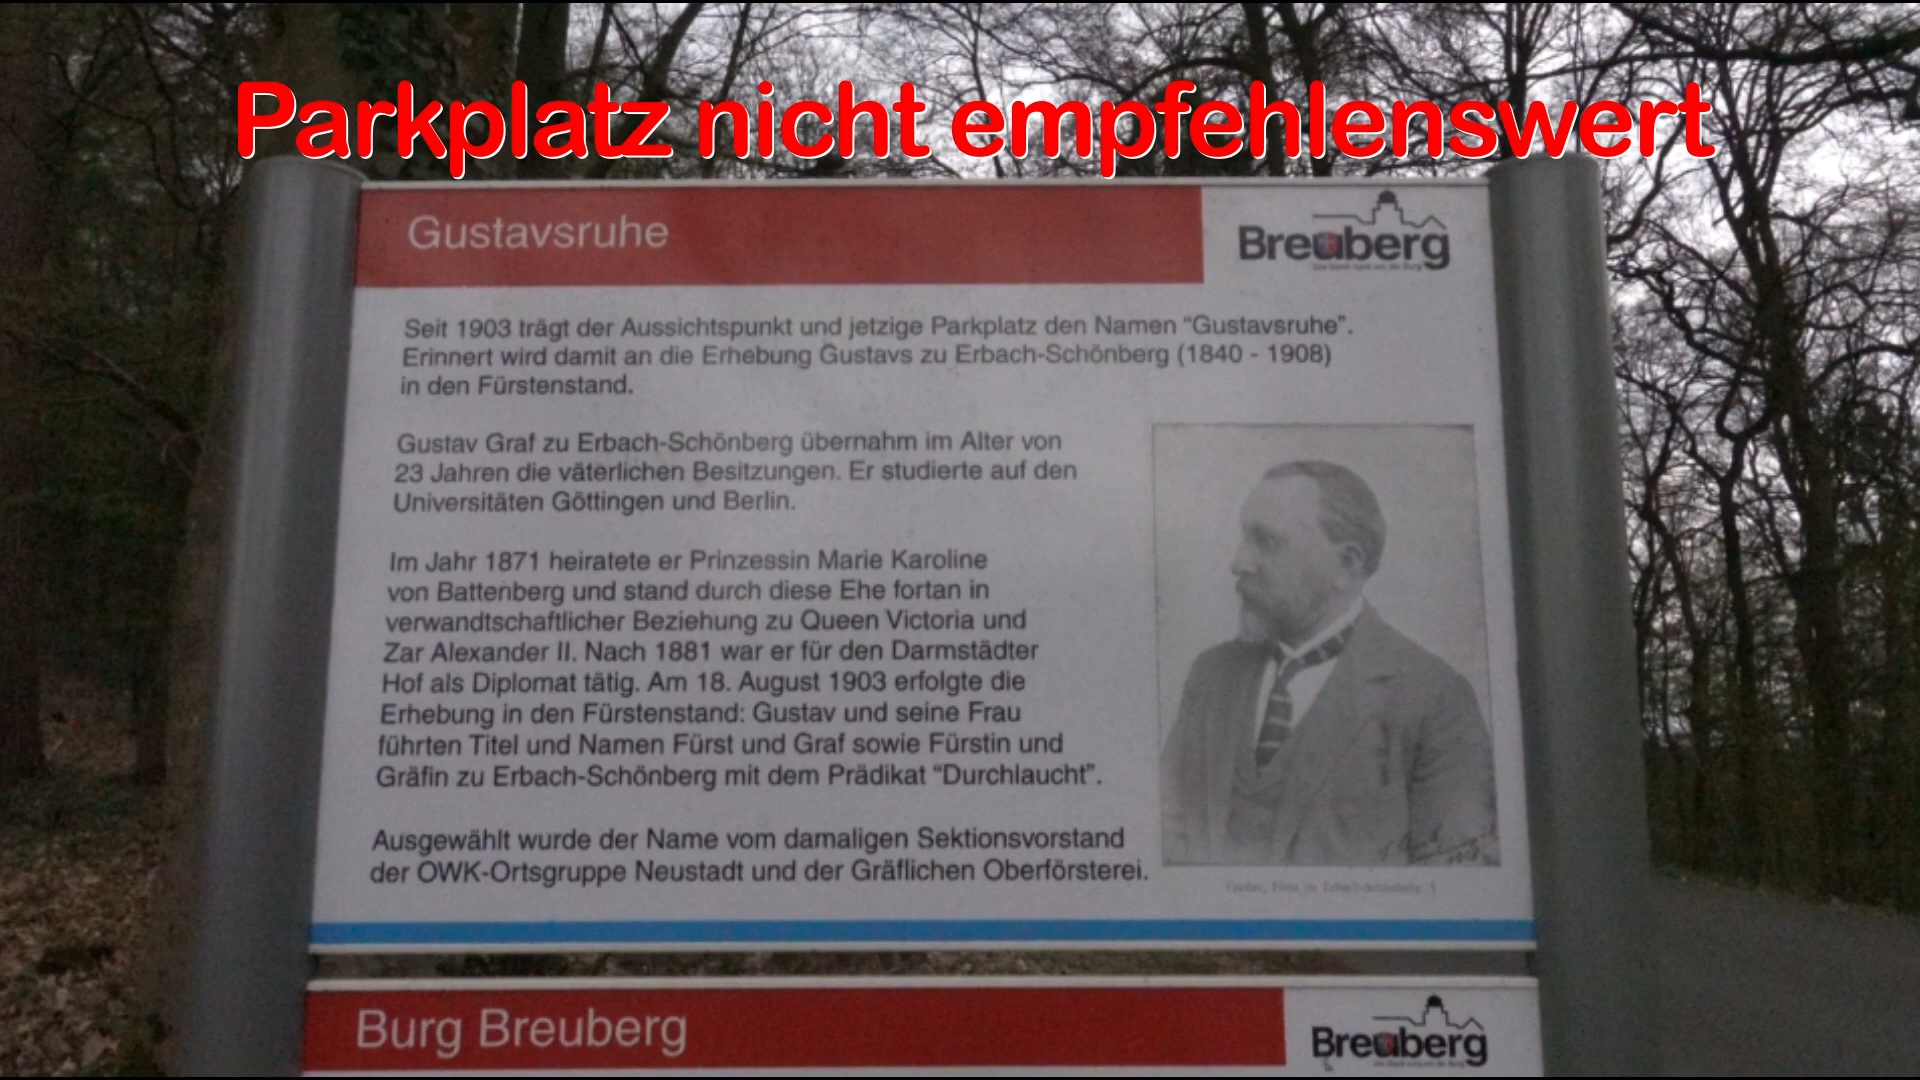 Parkplatz nicht empfehlenswert
Gustavsruhe
Breuberg
Seit 1903 trägt der Aussichtspunkt und jetzige Parkplatz den Namen “Gustavsruhe”.
Erinnert wird damit an die Erhebung Gustavs zu Erbach-Schönberg (1840 - 1908)
in den Fürstenstand.
Gustav Graf zu Erbach-Schönberg übernahm im Alter von
23 Jahren die väterlichen Besitzungen. Er studierte auf den
Universitäten Göttingen und Berlin.
Im Jahr 1871 heiratete er Prinzessin Marie Karoline
von Battenberg und stand durch diese Ehe fortan in
verwandtschaftlicher Beziehung zu Queen Victoria und
Zar Alexander II. Nach 1881 war er für den Darmstädter
Hof als Diplomat tätig. Am 18. August 1903 erfolgte die
Erhebung in den Fürstenstand: Gustav und seine Frau
führten Titel und Namen Fürst und Graf sowie Fürstin und
Gräfin zu Erbach-Schönberg mit dem Prädikat “Durchlaucht”.
Ausgewählt wurde der Name vom damaligen Sektionsvorstand
der OWK-Ortsgruppe Neustadt und der Gräflichen Oberförsterei.
Gustav, Fürst zu Erbach-Schönberg
Burg Breuberg
Breuberg